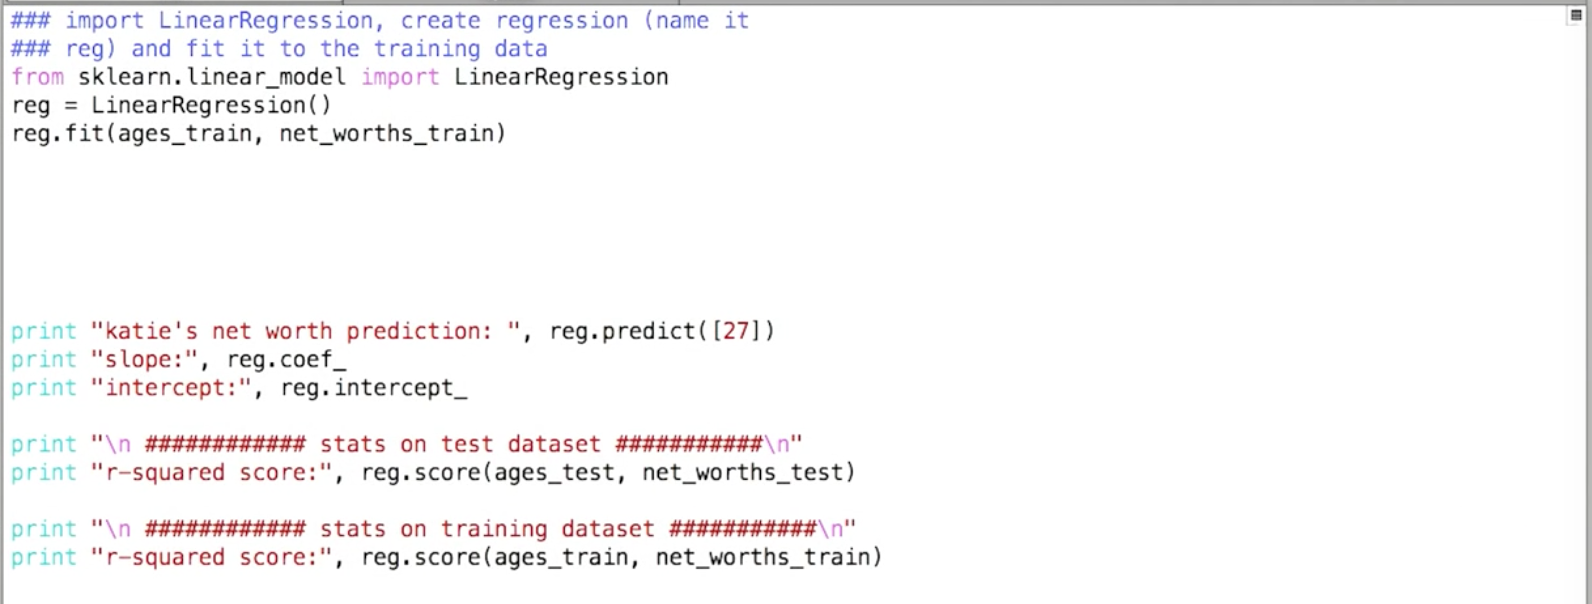 ### import LinearRegression, create regression (name it
### reg) and fit it to the training data
from sklearn.linear_model import LinearRegression
reg = LinearRegression()
reg.fit(ages_train, net_worths_train)
print "katie's net worth prediction: ", reg.predict([27])
print "slope:", reg.coef_
print "intercept:", reg.intercept_
print "\n ############ stats on test dataset ###########\n"
print "r-squared score:", reg.score(ages_test, net_worths_test)
print "\n ############ stats on training dataset ###########\n"
print "r-squared score:", reg.score(ages_train, net_worths_train)